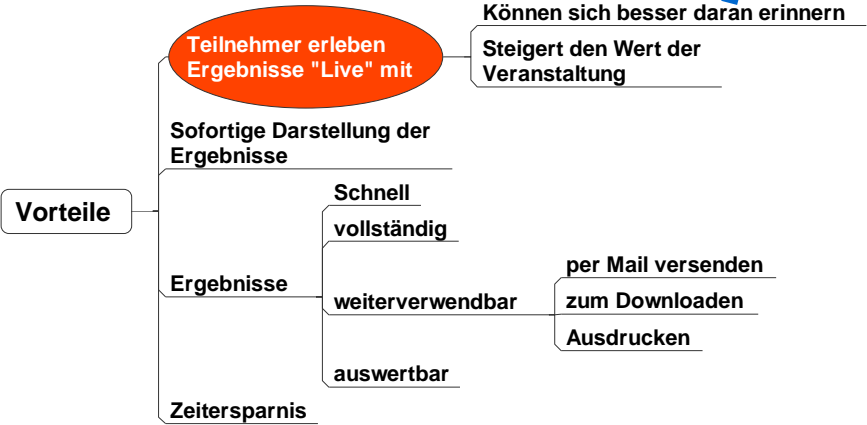 Vorteile
Teilnehmer erleben
Ergebnisse "Live" mit
Können sich besser daran erinnern
Steigert den Wert der
Veranstaltung
Sofortige Darstellung der
Ergebnisse
Ergebnisse
Schnell
vollständig
weiterverwendbar
per Mail versenden
zum Downloaden
Ausdrucken
auswertbar
Zeitersparnis